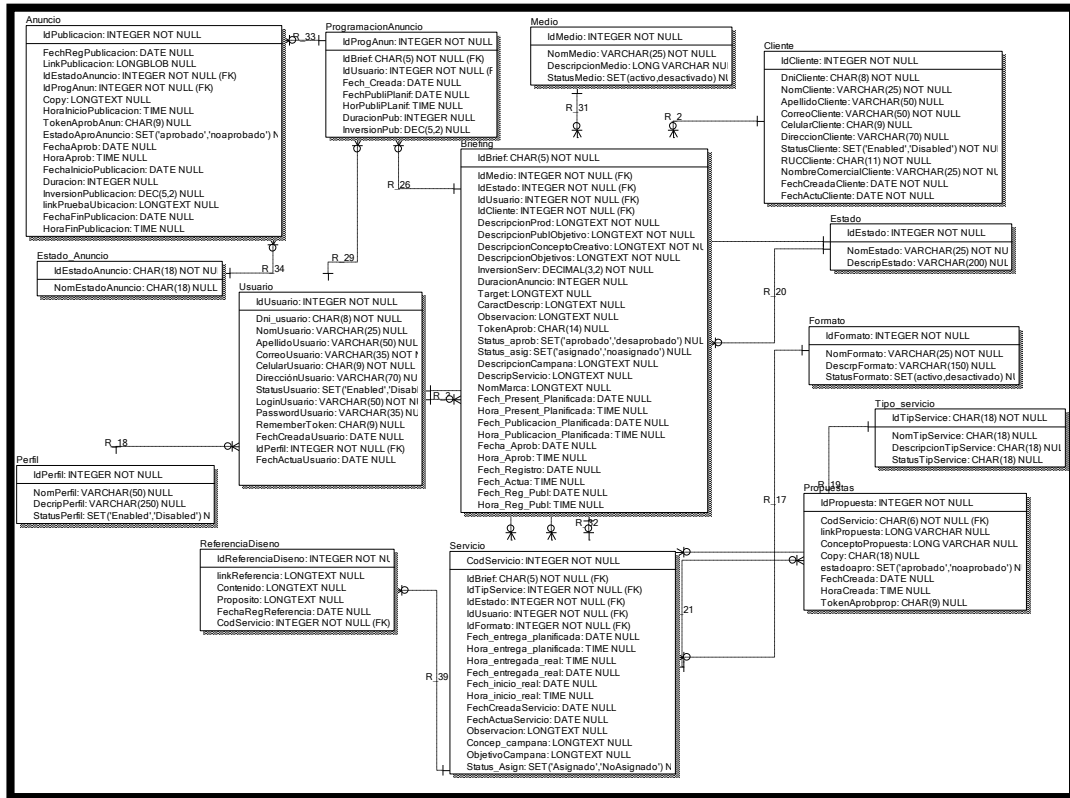 Anuncio
IdPublicacion: INTEGER NOT NULL
FechRegPublicacion: DATE NULL
LinkPublicacion: LONGBLOB NULL
IdEstadoAnuncio: INTEGER NOT NULL (FK)
IdProgAnun: INTEGER NOT NULL (FK)
Copy: LONGTEXT NULL
HoraInicioPublicacion: TIME NULL
TokenAprobAnun: CHAR(9) NULL
EstadoAproAnuncio: SET('aprobado','noaprobado') N
FechaAprob: DATE NULL
HoraAprob: TIME NULL
FechaInicioPublicacion: DATE NULL
Duracion: INTEGER NULL
InversionPublicacion: DEC(5,2) NULL
linkPruebaUbicacion: LONGTEXT NULL
FechaFinPublicacion: DATE NULL
HoraFinPublicacion: TIME NULL
R_33
ProgramacionAnuncio
IdProgAnun: INTEGER NOT NULL
IdBrief: CHAR(5) NOT NULL (FK)
IdUsuario: INTEGER NOT NULL (F
Fech_Creada: DATE NULL
FechPubliPlanif: DATE NULL
HorPubliPLanif: TIME NULL
DuracionPub: INTEGER NULL
InversionPub: DEC(5,2) NULL
Medio
IdMedio: INTEGER NOT NULL
NomMedio: VARCHAR(25) NOT NULL
DescripcionMedio: LONG VARCHAR NU
StatusMedio: SET(activo,desactivado) NUL
R_31
R_2
Cliente
IdCliente: INTEGER NOT NULL
DniCliente: CHAR(8) NOT NULL
NomCliente: VARCHAR(25) NOT NULL
ApellidoCliente: VARCHAR(50) NULL
CorreoCliente: VARCHAR(50) NOT NULL
CelularCliente: CHAR(9) NOT NULL
DireccionCliente: VARCHAR(70) NULL
StatusCliente: SET('Enabled','Disabled') NOT NU
RUCCliente: CHAR(11) NOT NULL
NombreComercialCliente: VARCHAR(25) NOT NUL
FechCreadaCliente: DATE NOT NULL
FechActuCliente: DATE NOT NULL
R_26
R_29
Briefing
IdBrief: CHAR(5) NOT NULL
IdMedio: INTEGER NOT NULL (FK)
IdEstado: INTEGER NOT NULL (FK)
IdUsuario: INTEGER NOT NULL (FK)
IdCliente: INTEGER NOT NULL (FK)
DescripcionProd: LONGTEXT NOT NULL
DescripcionPublObjetivo: LONGTEXT NOT NULL
DescripcionConceptoCreativo: LONGTEXT NOT NU
DescripcionObjetivos: LONGTEXT NOT NULL
InversionServ: DECIMAL(3,2) NOT NULL
DuracionAnuncio: INTEGER NOT NULL
Target: LONGTEXT NULL
CaractDescrip: LONGTEXT NULL
Observacion: LONGTEXT NULL
TokenAprob: CHAR(14) NULL
Status_aprob: SET('aprobado','desaprobado') NUL
Status_asig: SET('asignado','noasignado') NULL
DescripcionCampana: LONGTEXT NULL
DescripServicio: LONGTEXT NULL
NomMarca: LONGTEXT NULL
Fech_Present_Planificada: DATE NULL
Hora_Present_Planificada: TIME NULL
Fech_Publicacion_Planificada: DATE NULL
Hora_Publicacion_Planificada: TIME NULL
Fecha_Aprob: DATE NULL
Hora_Aprob: TIME NULL
Fech_Registro: DATE NULL
Fech_Actua: TIME NULL
Fech_Reg_Publ: DATE NULL
Hora_Reg_Publ: TIME NULL
Estado
IdEstado: INTEGER NOT NULL
NomEstado: VARCHAR(25) NOT NULL
DescripEstado: VARCHAR(200) NULL
R_20
Estado_Anuncio
IdEstadoAnuncio: CHAR(18) NOT NU
NomEstadoAnuncio: CHAR(18) NULL
R_34
Usuario
IdUsuario: INTEGER NOT NULL
Dni_usuario: CHAR(8) NOT NULL
NomUsuario: VARCHAR(25) NULL
ApellidoUsuario: VARCHAR(50) NULL
CorreoUsuario: VARCHAR(35) NOT N
CelularUsuario: CHAR(9) NOT NULL
DirecciónUsuario: VARCHAR(70) NU
StatusUsuario: SET('Enabled','Disabl
LoginUsuario: VARCHAR(50) NOT NU
PasswordUsuario: VARCHAR(35) NU
RememberToken: CHAR(9) NULL
FechCreadaUsuario: DATE NULL
IdPerfil: INTEGER NOT NULL (FK)
FechActuaUsuario: DATE NULL
Formato
IdFormato: INTEGER NOT NULL
NomFormato: VARCHAR(25) NOT NULL
DescrpFormato: VARCHAR(150) NULL
StatusFormato: SET(activo,desactivado) NU
Tipo_servicio
IdTipService: CHAR(18) NOT NULL
NomTipService: CHAR(18) NULL
DescripcionTipService: CHAR(18) NULL
StatusTipService: CHAR(18) NULL
R_18
Perfil
IdPerfil: INTEGER NOT NULL
NomPerfil: VARCHAR(50) NULL
DecripPerfil: VARCHAR(250) NULL
StatusPerfil: SET('Enabled','Disabled') N
R_19
R_17
Propuestas
IdPropuesta: INTEGER NOT NULL
CodServicio: CHAR(6) NOT NULL (FK)
linkPropuesta: LONG VARCHAR NULL
ConceptoPropuesta: LONG VARCHAR NULL
Copy: CHAR(18) NULL
estadoapro: SET('aprobado','noaprobado') N
FechCreada: DATE NULL
HoraCreada: TIME NULL
TokenAprobprop: CHAR(9) NULL
R_32
ReferenciaDiseno
IdReferenciaDiseno: INTEGER NOT NUL
linkReferencia: LONGTEXT NULL
Contenido: LONGTEXT NULL
Proposito: LONGTEXT NULL
FechaRegReferencia: DATE NULL
CodServicio: INTEGER NOT NULL (FK)
R_39
Servicio
CodServicio: INTEGER NOT NULL
IdBrief: CHAR(5) NOT NULL (FK)
IdTipService: INTEGER NOT NULL (FK)
IdEstado: INTEGER NOT NULL (FK)
IdUsuario: INTEGER NOT NULL (FK)
IdFormato: INTEGER NOT NULL (FK)
Fech_entrega_planificada: DATE NULL
Hora_entrega_planificada: TIME NULL
Hora_entregada_real: TIME NULL
Fech_entregada_real: DATE NULL
Fech_inicio_real: DATE NULL
Hora_inicio_real: TIME NULL
FechCreadaServicio: DATE NULL
FechActuaServicio: DATE NULL
Observacion: LONGTEXT NULL
Concep_campana: LONGTEXT NULL
ObjetivoCampana: LONGTEXT NULL
Status_Asign: SET('Asignado','NoAsignado') N
21